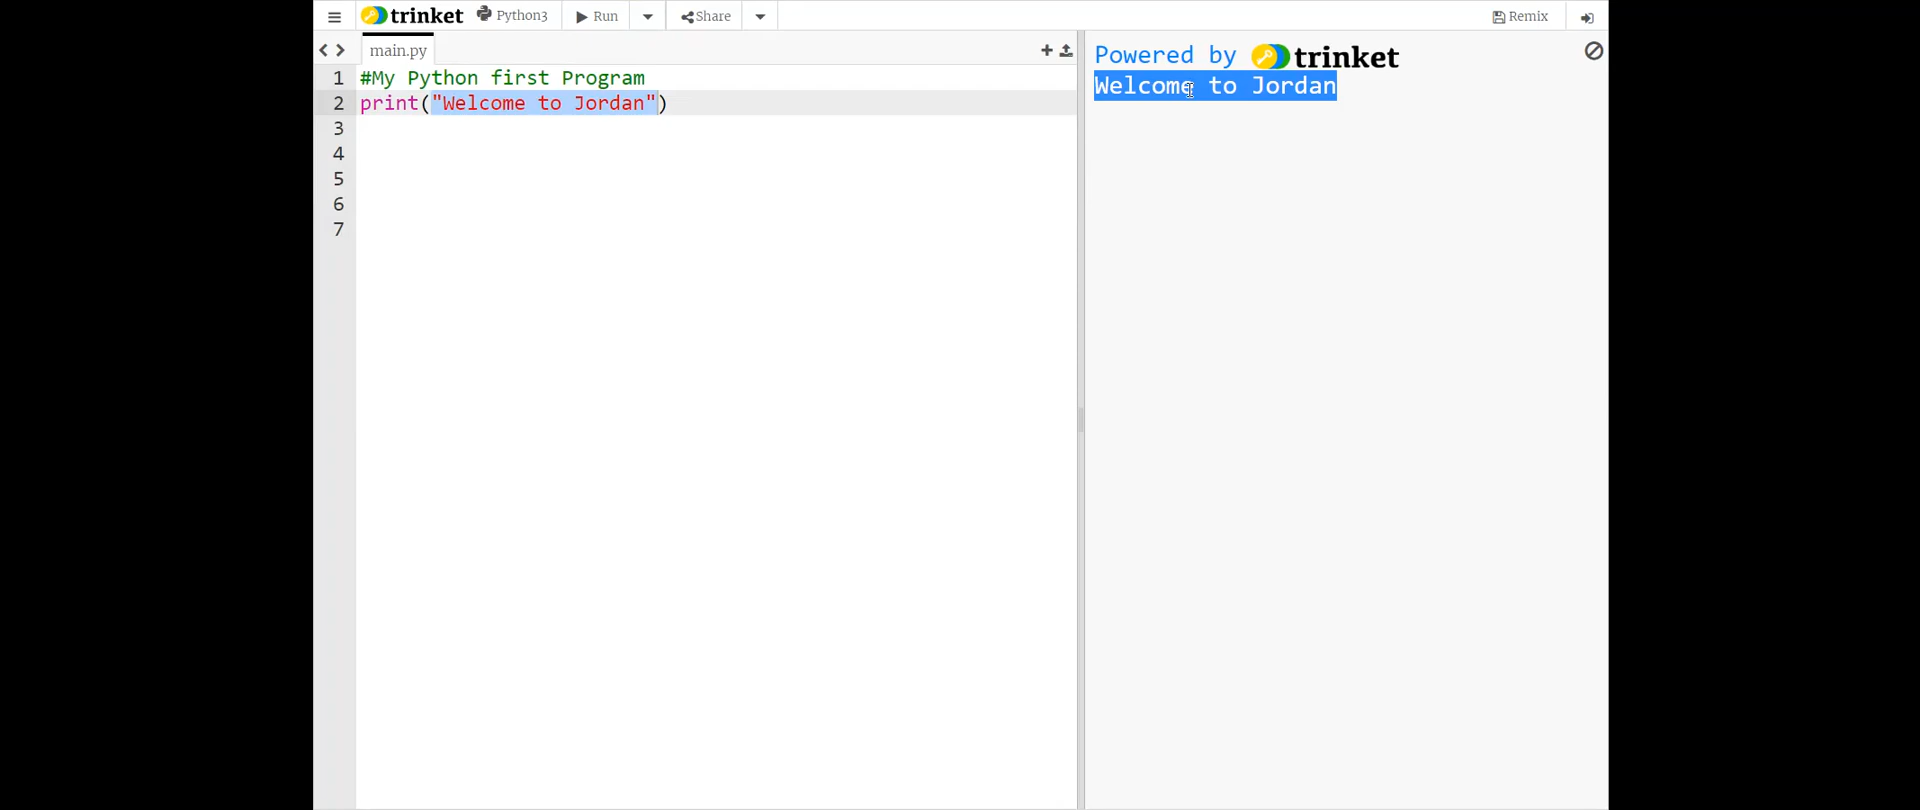 trinket Python3 Run Share Remix
main.py
1 #My Python first Program
2 print("Welcome to Jordan")
3
4
5
6
7
Powered by trinket
Welcome to Jordan